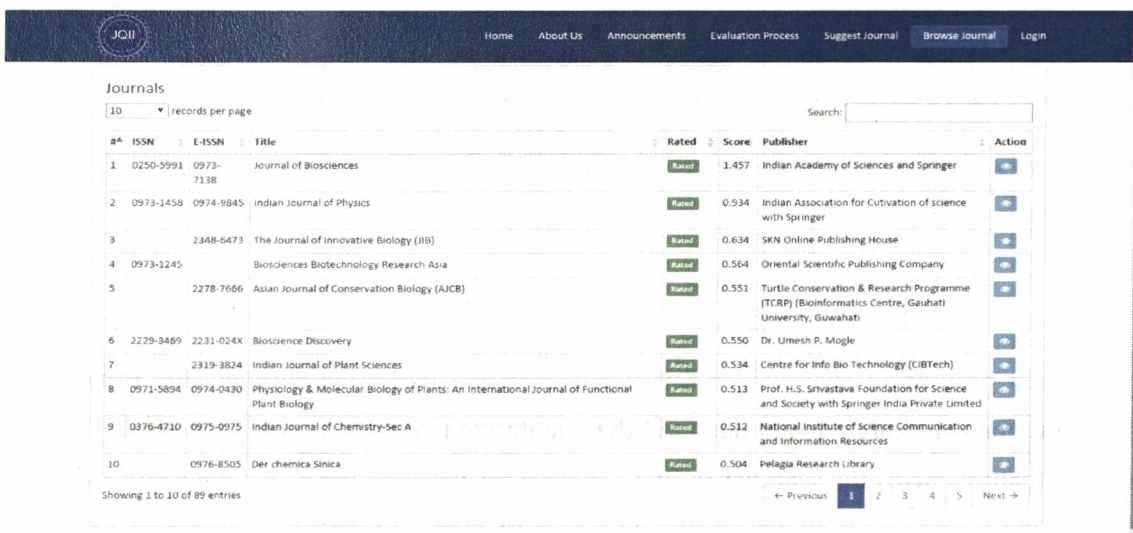 JQII
Home About Us Announcements Evaluation Process Suggest Journal Browse Journal Login
Journals
10 records per page
Search:
# ISSN E-ISSN Title Rated Score Publisher Action
1 0250-5991 0973- Journal of Biosciences Rated 1.457 Indian Academy of Sciences and Springer
7138
2 0973-1458 0974-9845 Indian Journal of Physics Rated 0.934 Indian Association for Cutivation of science
with Springer
3 2348-6473 The Journal of Innovative Biology (JIB) Rated 0.634 SKN Online Publishing House
4 0973-1245 Biosciences Biotechnology Research Asia Rated 0.564 Oriental Scientific Publishing Company
5 2278-7666 Asian Journal of Conservation Biology (AJCB) Rated 0.551 Turtle Conservation & Research Programme
(TCRP) (Bioinformatics Centre, Gauhati
University, Guwahati
6 2229-3469 2231-024X Bioscience Discovery Rated 0.550 Dr. Umesh P. Mogle
7 2319-3824 Indian Journal of Plant Sciences Rated 0.534 Centre for Info Bio Technology (CIBTech)
8 0971-5894 0974-0430 Physiology & Molecular Biology of Plants: An International Journal of Functional Rated 0.513 Prof. H.S. Srivastava Foundation for Science
Plant Biology and Society with Springer India Private Limited
9 0376-4710 0975-0975 Indian Journal of Chemistry-Sec A Rated 0.512 National Institute of Science Communication
and Information Resources
10 0976-8505 Der chemica Sinica Rated 0.504 Pelagia Research Library
Showing 1 to 10 of 89 entries
← Previous 1 2 3 4 5 Next →